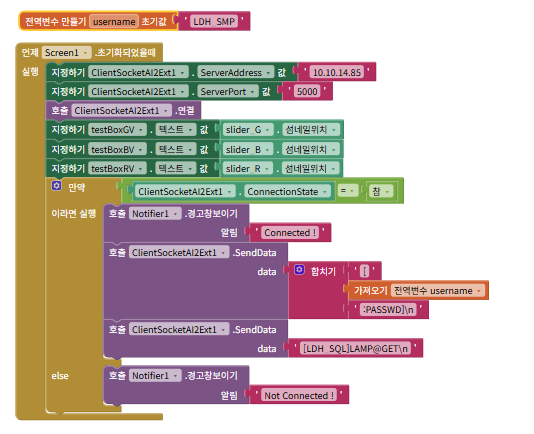 전역변수 만들기 username 초기값 " LDH_SMP "
언제 Screen1 .초기화되었을때
실행 지정하기 ClientSocketAI2Ext1 . ServerAddress 값 " 10.10.14.85 "
지정하기 ClientSocketAI2Ext1 . ServerPort 값 " 5000 "
호출 ClientSocketAI2Ext1 .연결
지정하기 testBoxGV . 텍스트 값 slider_G . 섬네일위치
지정하기 testBoxBV . 텍스트 값 slider_B . 섬네일위치
지정하기 testBoxRV . 텍스트 값 slider_R . 섬네일위치
만약 ClientSocketAI2Ext1 . ConnectionState = 참
이라면 실행 호출 Notifier1 .경고창보이기
알림 " Connected ! "
호출 ClientSocketAI2Ext1 .SendData
data 합치기 " [ "
가져오기 전역변수 username
" :PASSWD]\n "
호출 ClientSocketAI2Ext1 .SendData
data " [LDH_SQL]LAMP@GET\n "
else 호출 Notifier1 .경고창보이기
알림 " Not Connected ! "